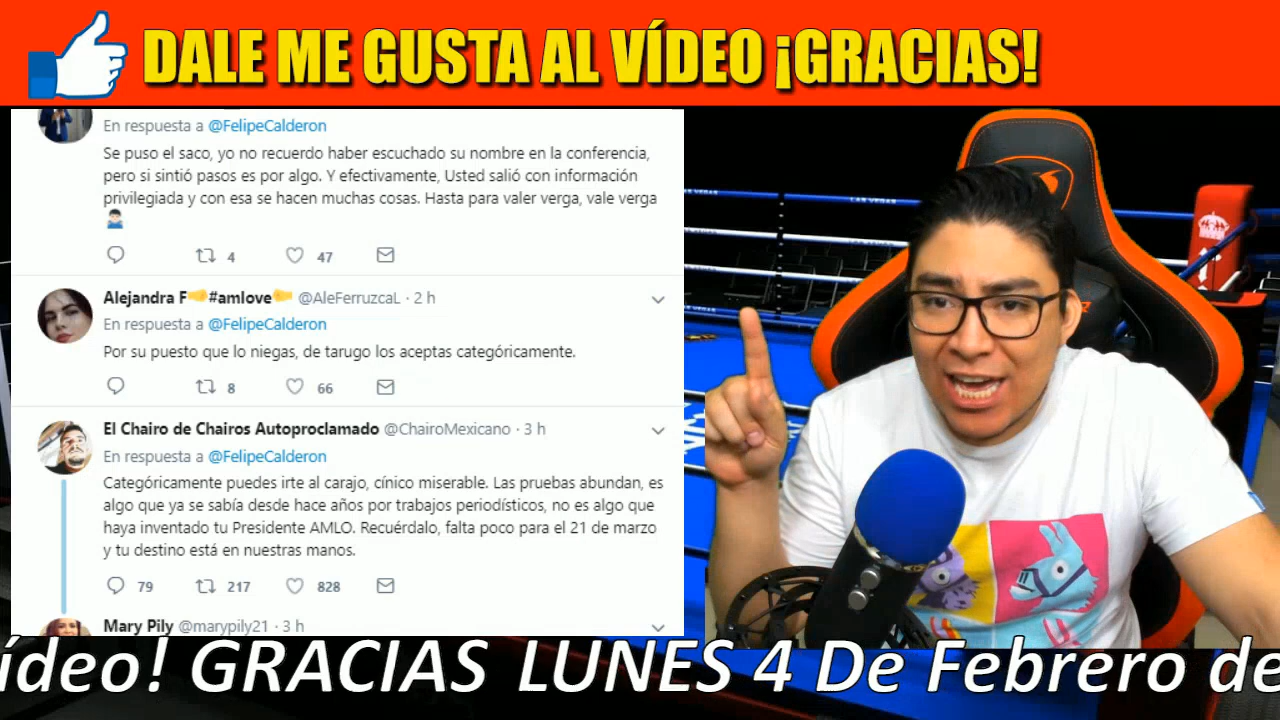 DALE ME GUSTA AL VÍDEO ¡GRACIAS!
En respuesta a @FelipeCalderon
Se puso el saco, yo no recuerdo haber escuchado su nombre en la conferencia,
pero si sintió pasos es por algo. Y efectivamente, Usted salió con información
privilegiada y con esa se hacen muchas cosas. Hasta para valer verga, vale verga
4 47
Alejandra F #amlove @AleFerruzcaL · 2 h
En respuesta a @FelipeCalderon
Por su puesto que lo niegas, de tarugo los aceptas categóricamente.
8 66
El Chairo de Chairos Autoproclamado @ChairoMexicano · 3 h
En respuesta a @FelipeCalderon
Categóricamente puedes irte al carajo, cínico miserable. Las pruebas abundan, es
algo que ya se sabía desde hace años por trabajos periodísticos, no es algo que
haya inventado tu Presidente AMLO. Recuérdalo, falta poco para el 21 de marzo
y tu destino está en nuestras manos.
79 217 828
Mary Pily @marypily21 · 3 h
ídeo! GRACIAS LUNES 4 De Febrero de